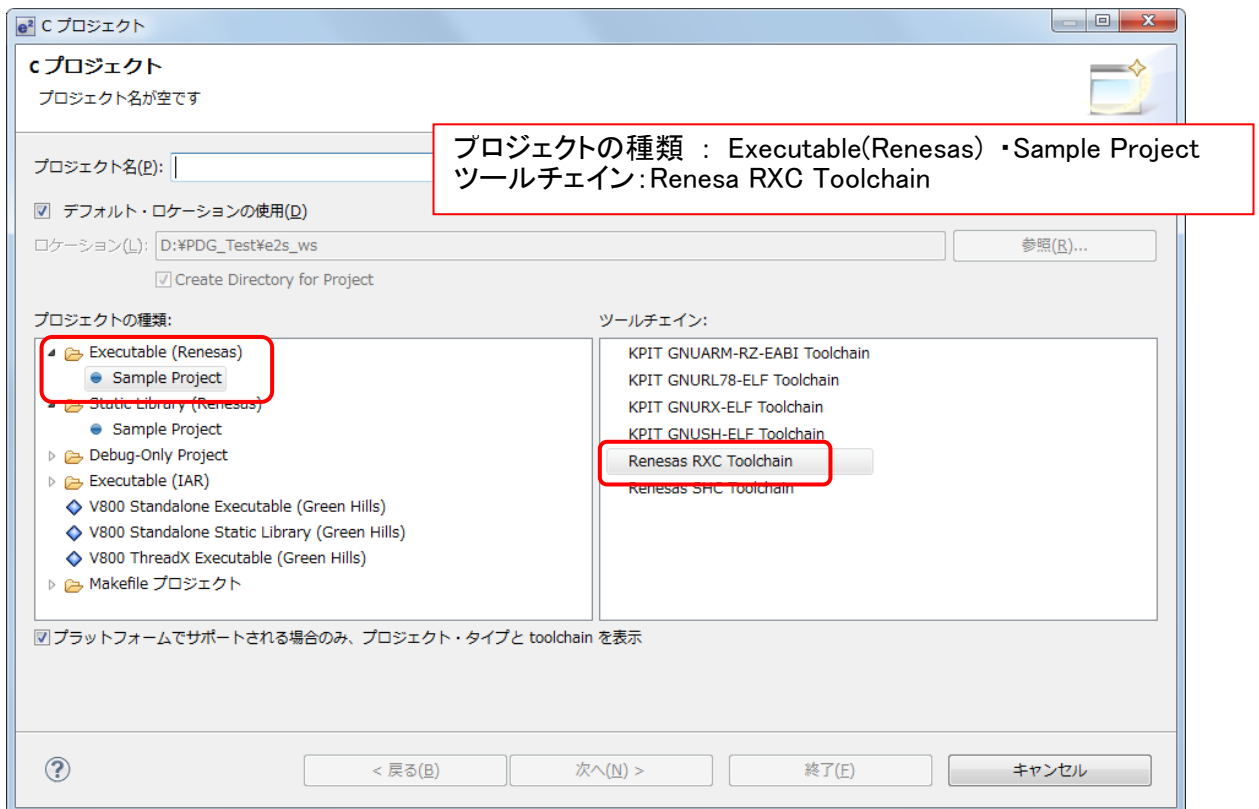 e² C プロジェクト
C プロジェクト
プロジェクト名が空です
プロジェクトの種類 : Executable(Renesas) ・Sample Project
ツールチェイン:Renesa RXC Toolchain
プロジェクト名(P):
デフォルト・ロケーションの使用(D)
ロケーション(L): D:¥PDG_Test¥e2s_ws 参照(R)...
Create Directory for Project
プロジェクトの種類:
Executable (Renesas)
Sample Project
Static Library (Renesas)
Sample Project
Debug-Only Project
Executable (IAR)
V800 Standalone Executable (Green Hills)
V800 Standalone Static Library (Green Hills)
V800 ThreadX Executable (Green Hills)
Makefile プロジェクト
ツールチェイン:
KPIT GNUARM-RZ-EABI Toolchain
KPIT GNURL78-ELF Toolchain
KPIT GNURX-ELF Toolchain
KPIT GNUSH-ELF Toolchain
Renesas RXC Toolchain
Renesas SHC Toolchain
プラットフォームでサポートされる場合のみ、プロジェクト・タイプと toolchain を表示
< 戻る(B) 次へ(N) > 終了(F) キャンセル